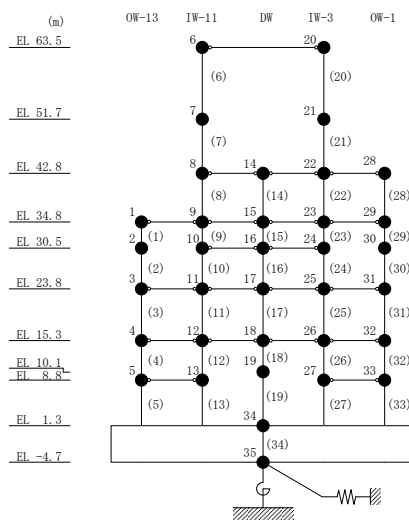 (m) OW-13 IW-11 DW IW-3 OW-1
EL 63.5 6 20
(6) (20)
EL 51.7 7 21
(7) (21)
EL 42.8 8 14 22 28
(8) (14) (22) (28)
EL 34.8 1 9 15 23 29
(1) (9) (15) (23) (29)
EL 30.5 2 10 16 24 30
(2) (10) (16) (24) (30)
EL 23.8 3 11 17 25 31
(3) (11) (17) (25) (31)
EL 15.3 4 12 18 26 32
(4) (12) (18) (26) (32)
EL 10.1 19
EL 8.8 5 13 27 33
(5) (13) (19) (27) (33)
EL 1.3 34
(34)
EL -4.7 35